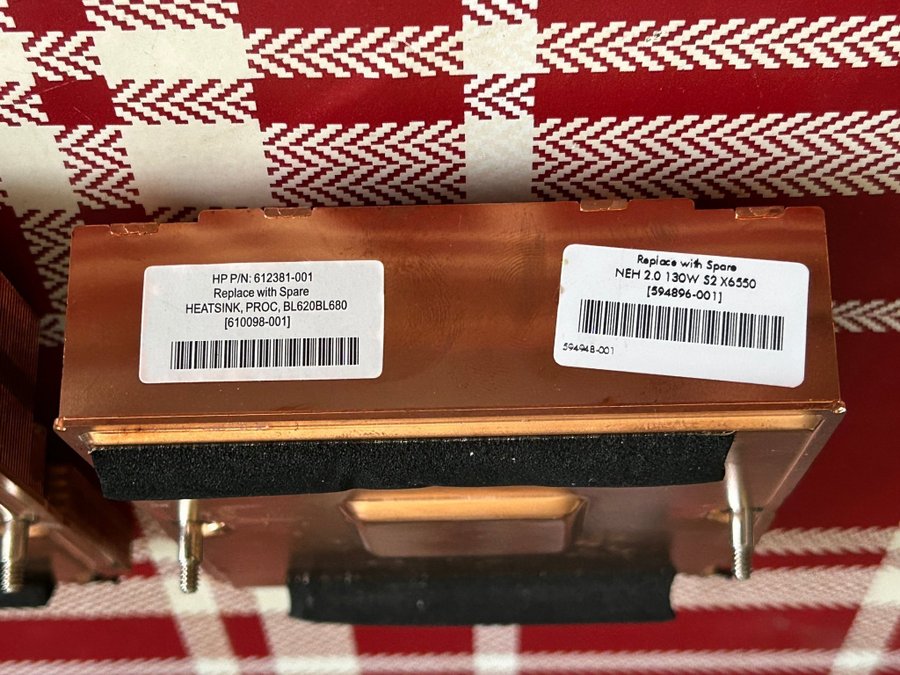 HP P/N: 612381-001
Replace with Spare
HEATSINK, PROC, BL620BL680
[610098-001]
Replace with Spare
NEH 2.0 130W S2 X6550
[594896-001]
594948-001